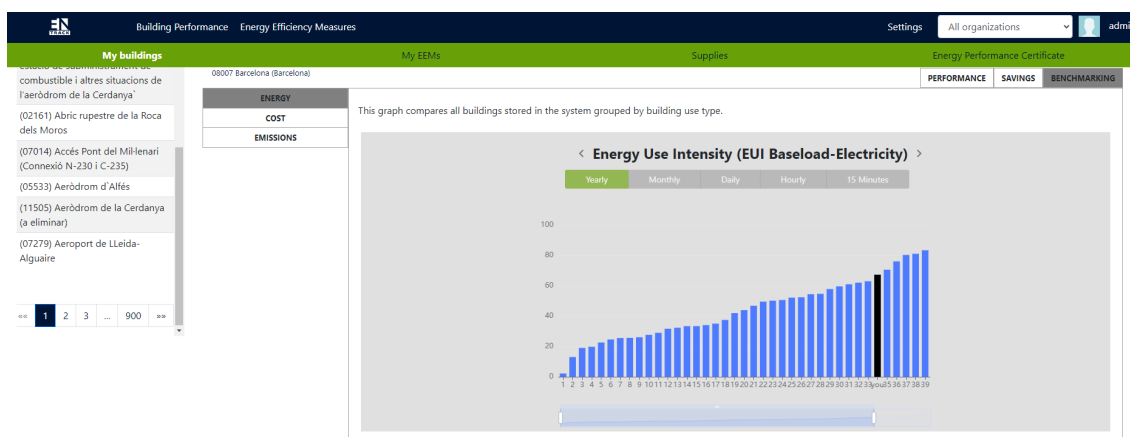 EN
TRACK
Building Performance
Energy Efficiency Measures
Settings
All organizations
admi
My buildings
My EEMs
Supplies
Energy Performance Certificate
combustible i altres situacions de
l'aeròdrom de la Cerdanya`
(02161) Abric rupestre de la Roca
dels Moros
(07014) Accés Pont del Mil·lenari
(Connexió N-230 i C-235)
(05533) Aeròdrom d`Alfés
(11505) Aeròdrom de la Cerdanya
(a eliminar)
(07279) Aeroport de LLeida-
Alguaire
«« 1 2 3 ... 900 »»
08007 Barcelona (Barcelona)
PERFORMANCE
SAVINGS
BENCHMARKING
ENERGY
COST
EMISSIONS
This graph compares all buildings stored in the system grouped by building use type.
< Energy Use Intensity (EUI Baseload-Electricity) >
Yearly
Monthly
Daily
Hourly
15 Minutes
100
80
60
40
20
0
1 2 3 4 5 6 7 8 9 10 11 12 13 14 15 16 17 18 19 20 21 22 23 24 25 26 27 28 29 30 31 32 33 you 35 36 37 38 39